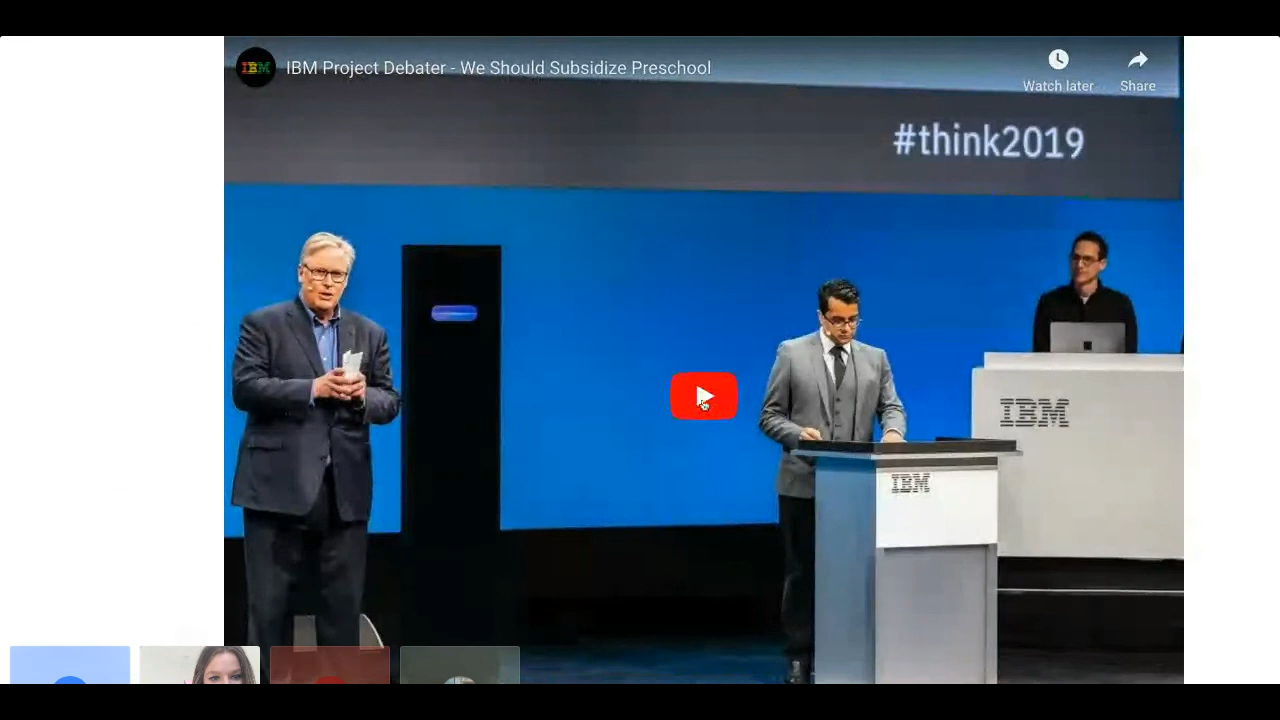 IBM
IBM Project Debater - We Should Subsidize Preschool
Watch later
Share
#think2019
IBM
IBM